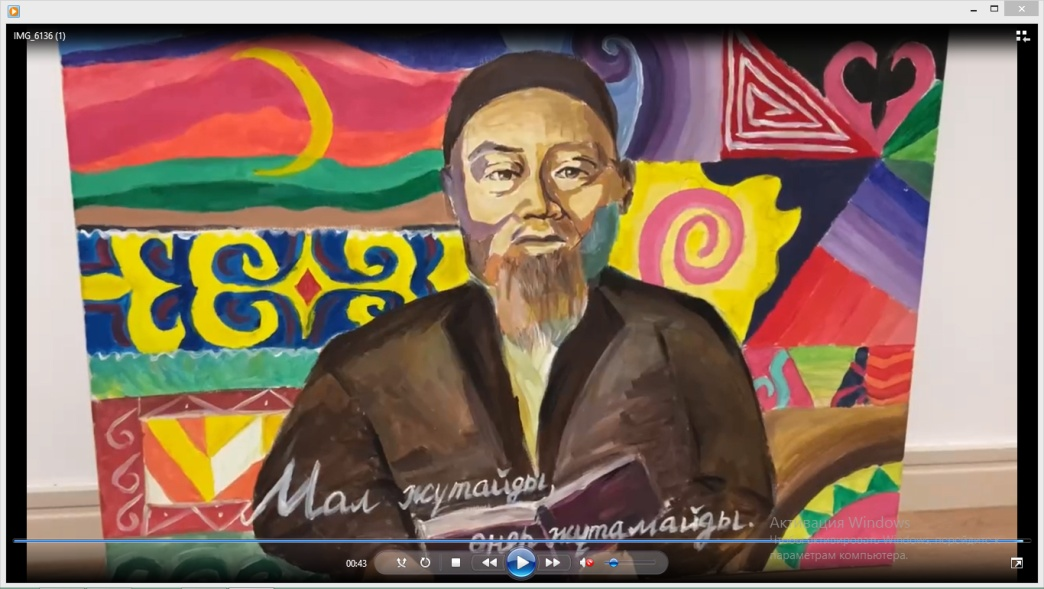 IMG_6136 (1)
Мал жұтайды,
өнер жұтамайды.
Активация Windows
параметрам компьютера.
00:43